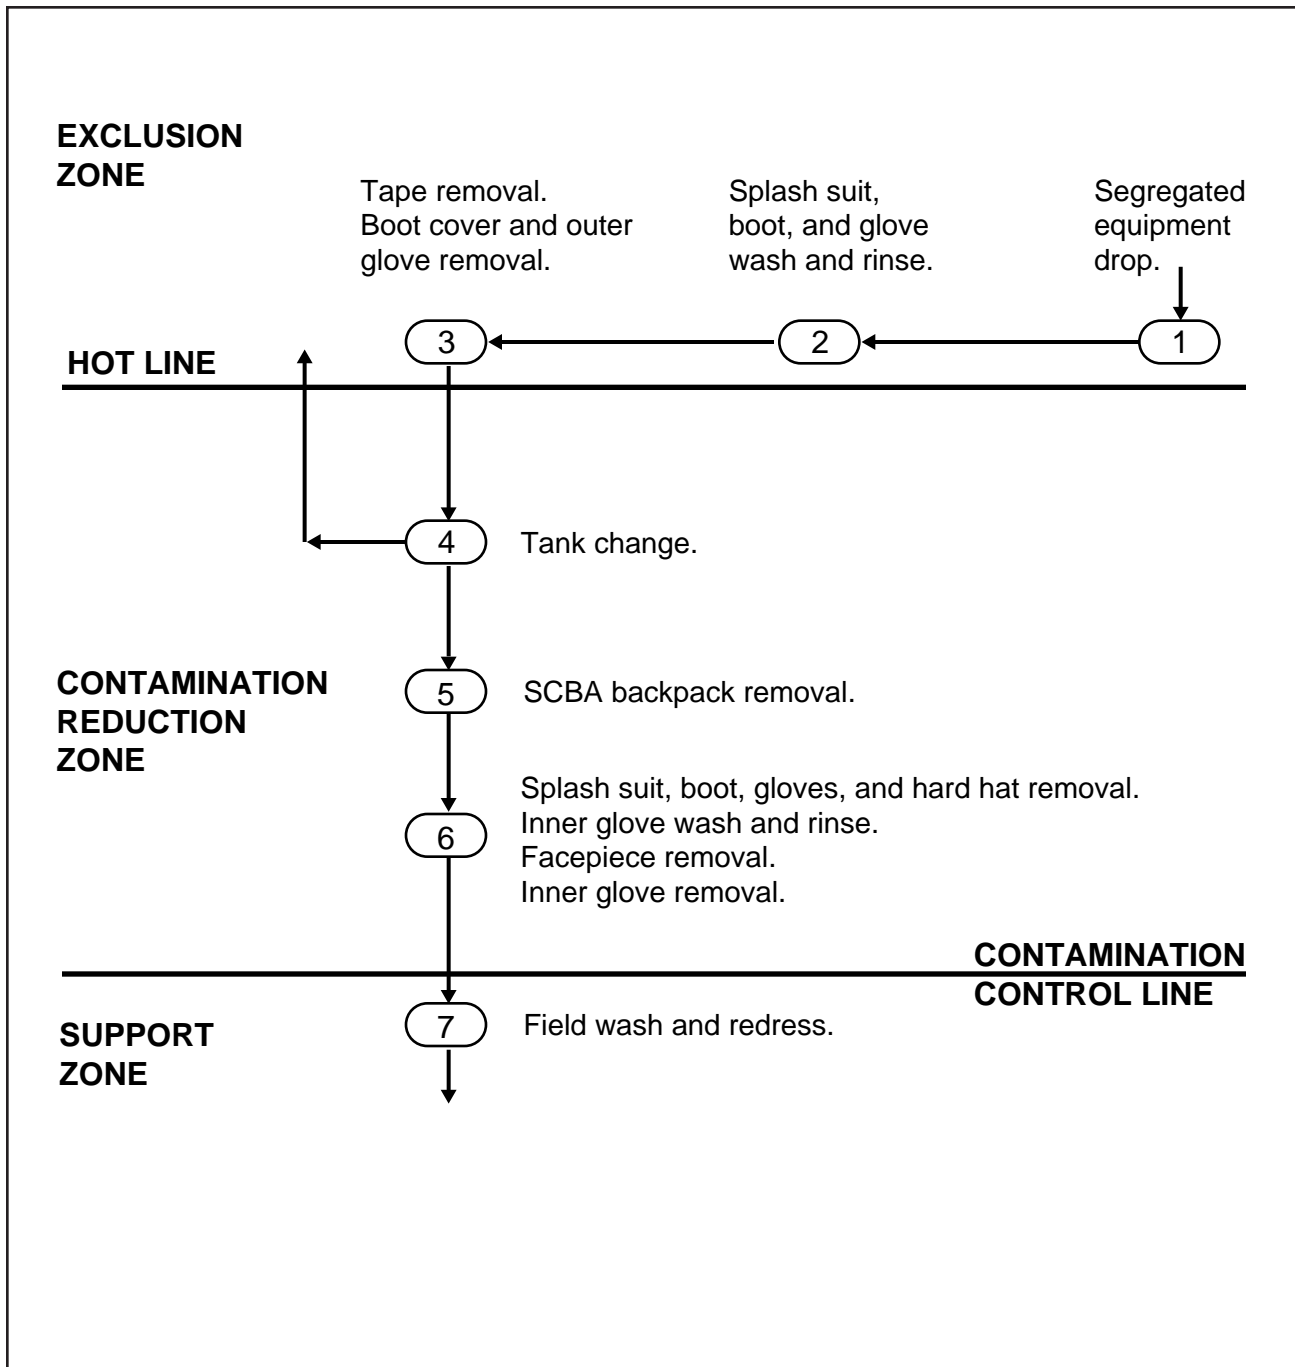 EXCLUSION
ZONE
Tape removal.
Boot cover and outer
glove removal.
Splash suit,
boot, and glove
wash and rinse.
Segregated
equipment
drop.
3
2
1
HOT LINE
4
Tank change.
CONTAMINATION
REDUCTION
ZONE
5
SCBA backpack removal.
6
Splash suit, boot, gloves, and hard hat removal.
Inner glove wash and rinse.
Facepiece removal.
Inner glove removal.
CONTAMINATION
CONTROL LINE
SUPPORT
ZONE
7
Field wash and redress.